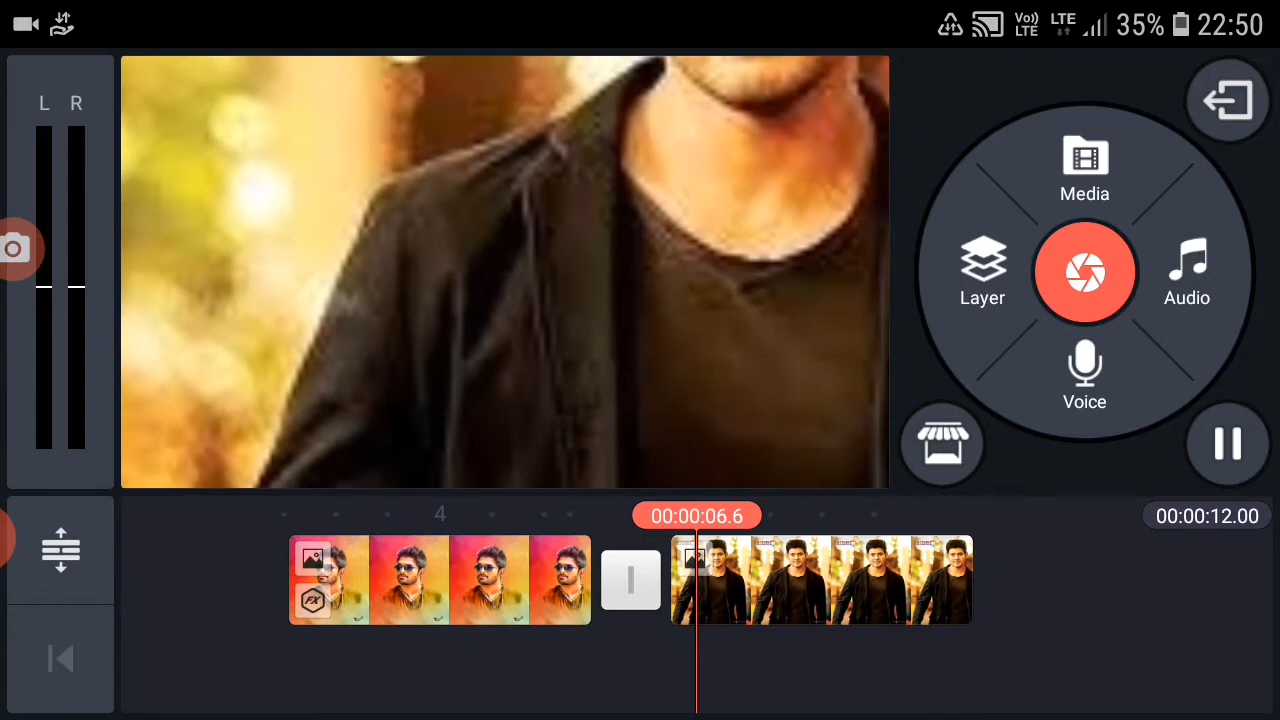 Vo))
LTE
LTE
35%
22:50
L R
Media
Layer
Audio
Voice
4
00:00:06.6
00:00:12.00
FX